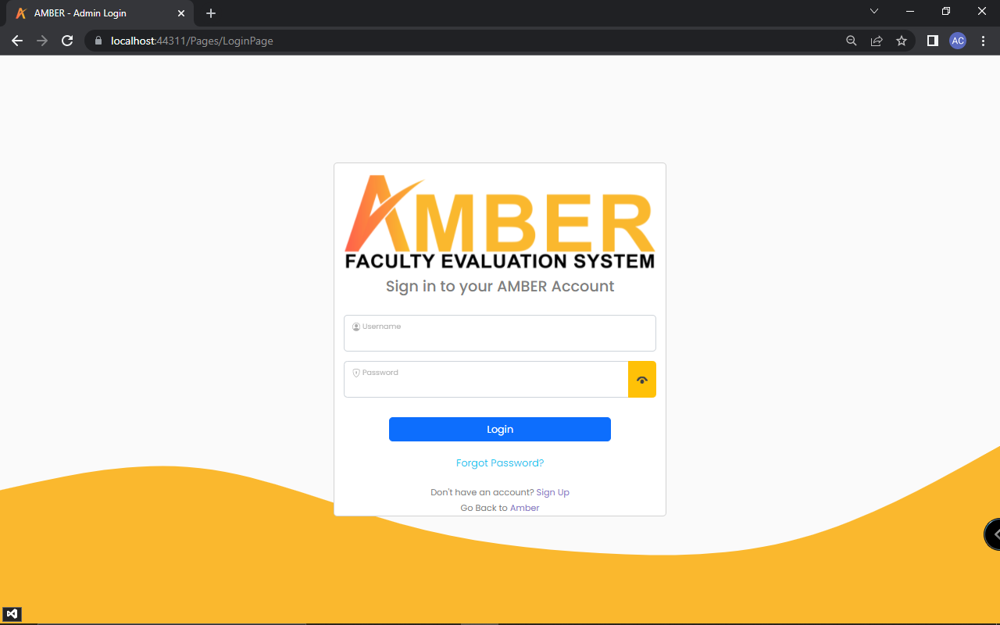 AMBER - Admin Login
localhost:44311/Pages/LoginPage
AC
AMBER
FACULTY EVALUATION SYSTEM
Sign in to your AMBER Account
Username
Password
Login
Forgot Password?
Don't have an account? Sign Up
Go Back to Amber